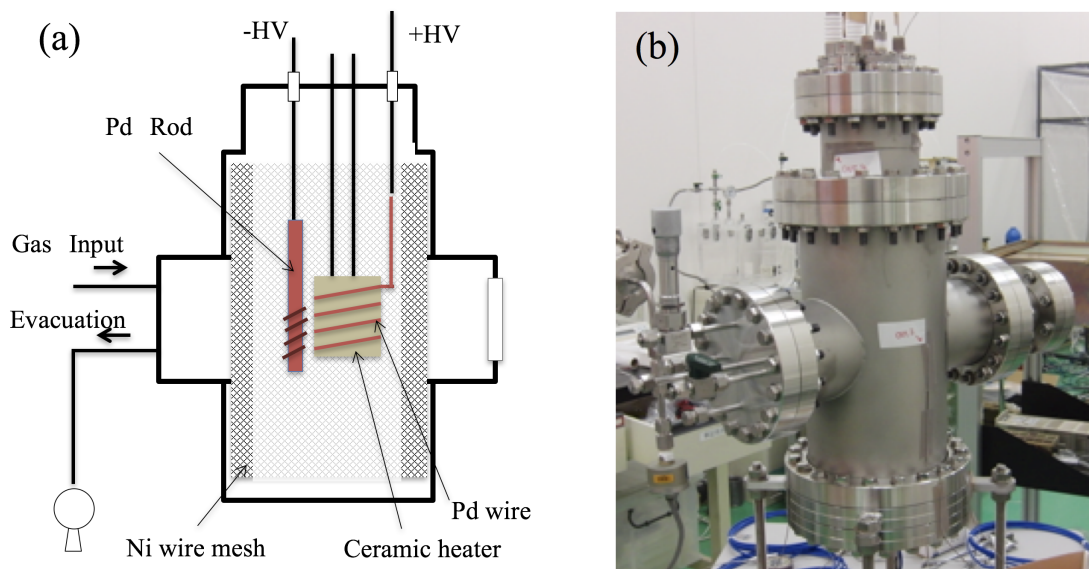 (a)
-HV
+HV
Pd Rod
Gas Input
Evacuation
Pd wire
Ni wire mesh
Ceramic heater
(b)